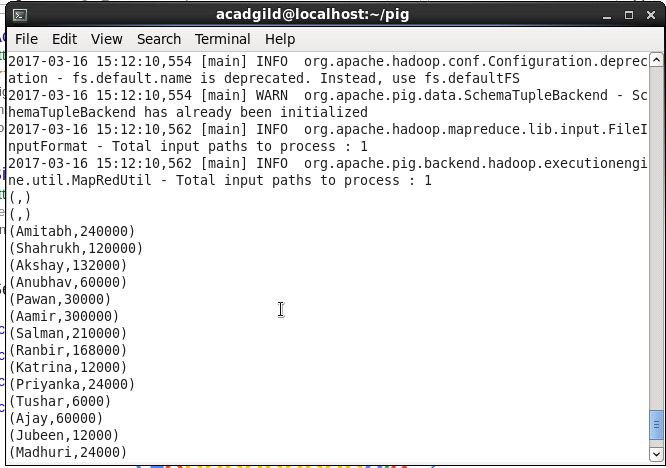 acadgild@localhost:~/pig
File Edit View Search Terminal Help
2017-03-16 15:12:10,554 [main] INFO  org.apache.hadoop.conf.Configuration.deprec
ation - fs.default.name is deprecated. Instead, use fs.defaultFS
2017-03-16 15:12:10,554 [main] WARN  org.apache.pig.data.SchemaTupleBackend - Sc
hemaTupleBackend has already been initialized
2017-03-16 15:12:10,562 [main] INFO  org.apache.hadoop.mapreduce.lib.input.FileI
nputFormat - Total input paths to process : 1
2017-03-16 15:12:10,562 [main] INFO  org.apache.pig.backend.hadoop.executionengi
ne.util.MapRedUtil - Total input paths to process : 1
(,)
(,)
(Amitabh,240000)
(Shahrukh,120000)
(Akshay,132000)
(Anubhav,60000)
(Pawan,30000)
(Aamir,300000)
(Salman,210000)
(Ranbir,168000)
(Katrina,12000)
(Priyanka,24000)
(Tushar,6000)
(Ajay,60000)
(Jubeen,12000)
(Madhuri,24000)